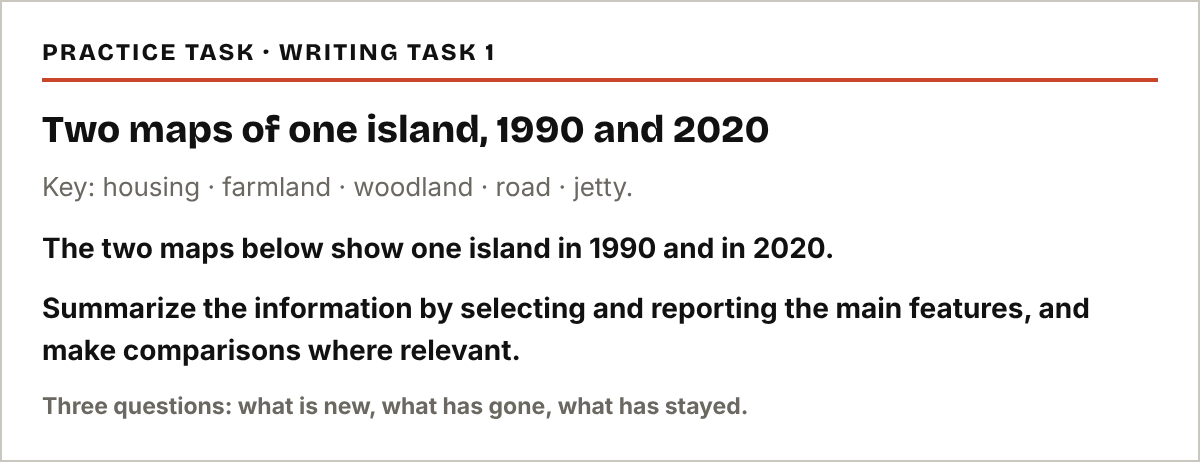 PRACTICE TASK · WRITING TASK 1
Two maps of one island, 1990 and 2020
Key: housing · farmland · woodland · road · jetty.
The two maps below show one island in 1990 and in 2020.
Summarize the information by selecting and reporting the main features, and
make comparisons where relevant.
Three questions: what is new, what has gone, what has stayed.